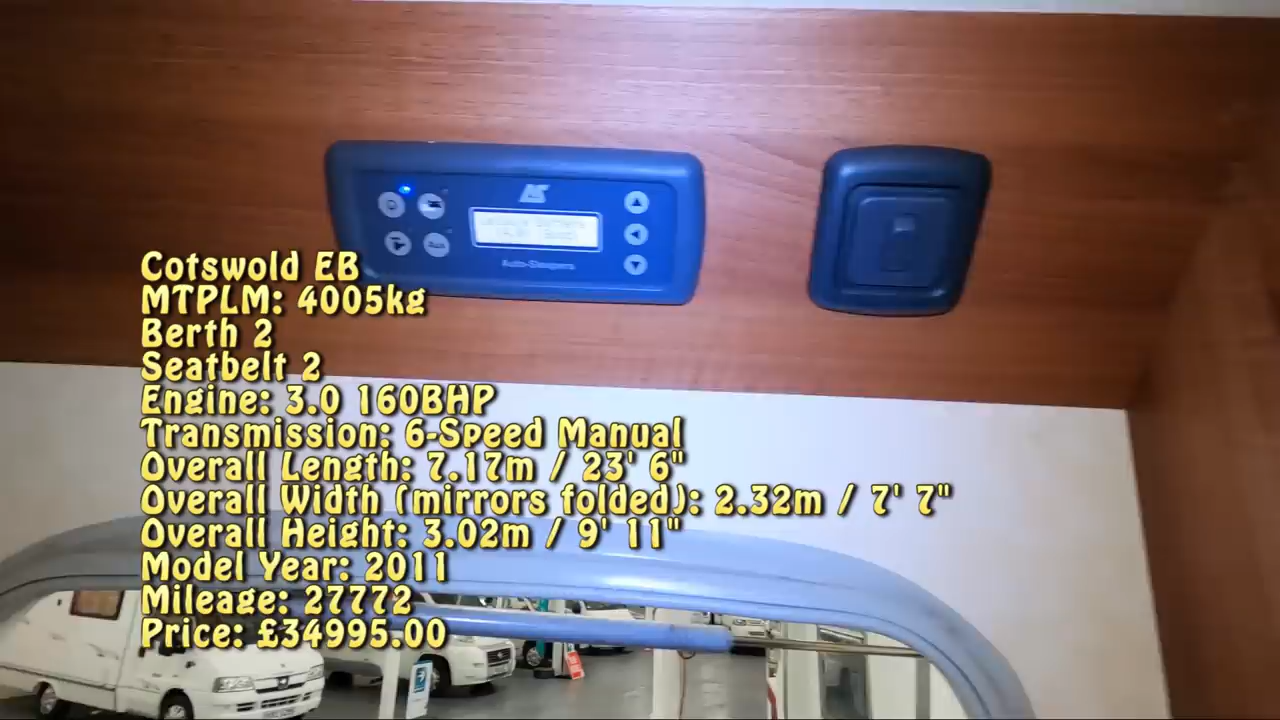 AS
Aux
Auto-Sleepers
Cotswold EB
MTPLM: 4005kg
Berth 2
Seatbelt 2
Engine: 3.0 160BHP
Transmission: 6-Speed Manual
Overall Length: 7.17m / 23' 6"
Overall Width (mirrors folded): 2.32m / 7' 7"
Overall Height: 3.02m / 9' 11"
Model Year: 2011
Mileage: 27772
Price: £34995.00